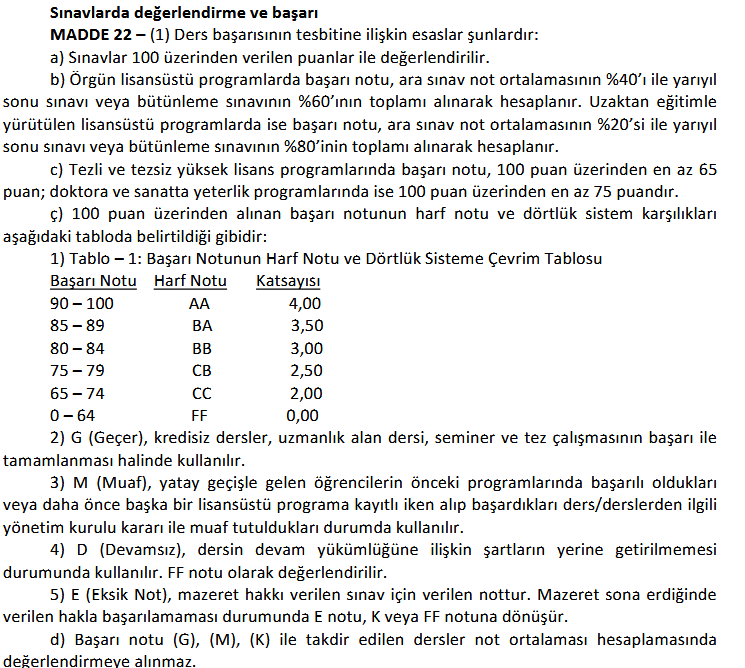 Sınavlarda değerlendirme ve başarı
MADDE 22 – (1) Ders başarısının tesbitine ilişkin esaslar şunlardır:
a) Sınavlar 100 üzerinden verilen puanlar ile değerlendirilir.
b) Örgün lisansüstü programlarda başarı notu, ara sınav not ortalamasının %40’ı ile yarıyıl
sonu sınavı veya bütünleme sınavının %60’ının toplamı alınarak hesaplanır. Uzaktan eğitimle
yürütülen lisansüstü programlarda ise başarı notu, ara sınav not ortalamasının %20’si ile yarıyıl
sonu sınavı veya bütünleme sınavının %80’inin toplamı alınarak hesaplanır.
c) Tezli ve tezsiz yüksek lisans programlarında başarı notu, 100 puan üzerinden en az 65
puan; doktora ve sanatta yeterlik programlarında ise 100 puan üzerinden en az 75 puandır.
ç) 100 puan üzerinden alınan başarı notunun harf notu ve dörtlük sistem karşılıkları
aşağıdaki tabloda belirtildiği gibidir:
1) Tablo – 1: Başarı Notunun Harf Notu ve Dörtlük Sisteme Çevrim Tablosu
Başarı Notu Harf Notu Katsayısı
90 – 100 AA 4,00
85 – 89 BA 3,50
80 – 84 BB 3,00
75 – 79 CB 2,50
65 – 74 CC 2,00
0 – 64 FF 0,00
2) G (Geçer), kredisiz dersler, uzmanlık alan dersi, seminer ve tez çalışmasının başarı ile
tamamlanması halinde kullanılır.
3) M (Muaf), yatay geçişle gelen öğrencilerin önceki programlarında başarılı oldukları
veya daha önce başka bir lisansüstü programa kayıtlı iken alıp başardıkları ders/derslerden ilgili
yönetim kurulu kararı ile muaf tutuldukları durumda kullanılır.
4) D (Devamsız), dersin devam yükümlüğüne ilişkin şartların yerine getirilmemesi
durumunda kullanılır. FF notu olarak değerlendirilir.
5) E (Eksik Not), mazeret hakkı verilen sınav için verilen nottur. Mazeret sona erdiğinde
verilen hakla başarılamaması durumunda E notu, K veya FF notuna dönüşür.
d) Başarı notu (G), (M), (K) ile takdir edilen dersler not ortalaması hesaplamasında
değerlendirmeye alınmaz.